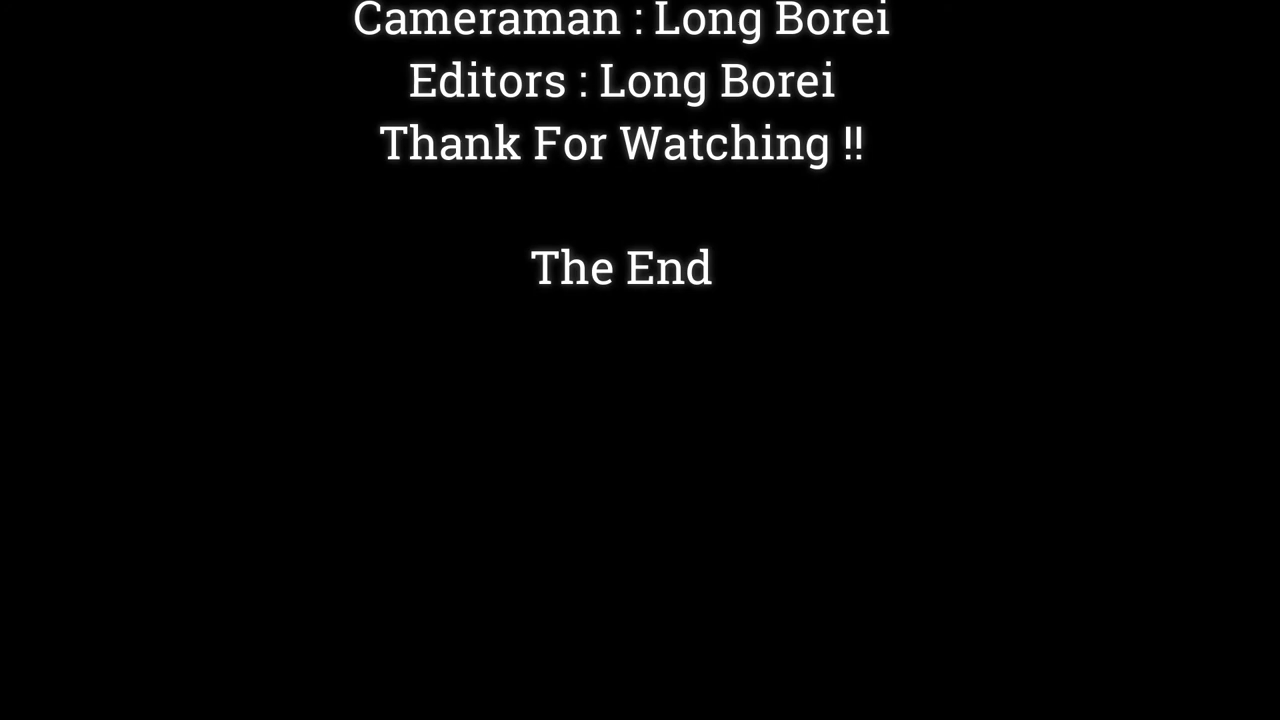 Cameraman : Long Borei
Editors : Long Borei
Thank For Watching !!
The End